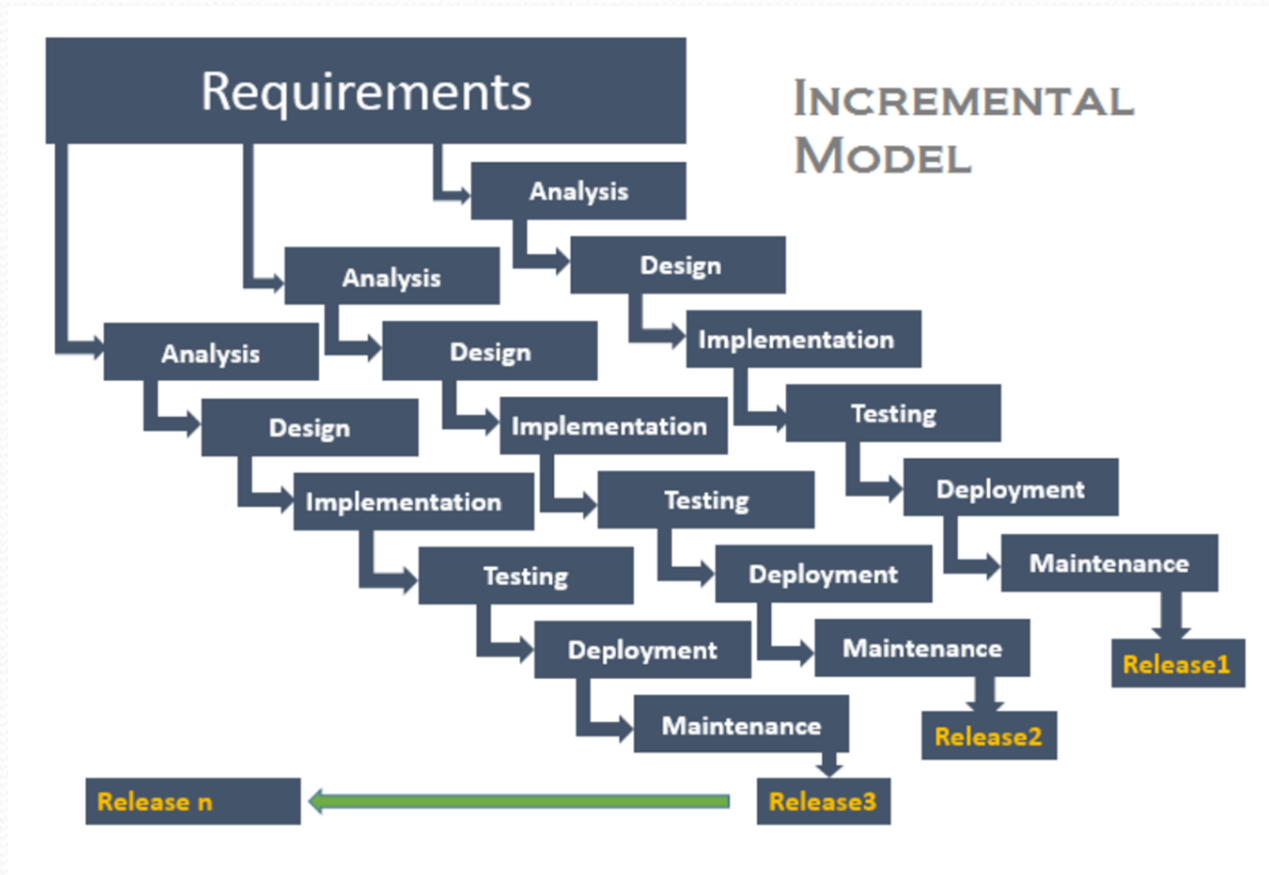 Requirements
INCREMENTAL
MODEL
Analysis
Design
Analysis
Implementation
Analysis
Design
Testing
Design
Implementation
Deployment
Implementation
Testing
Maintenance
Testing
Deployment
Release1
Deployment
Maintenance
Maintenance
Release2
Release n
Release3